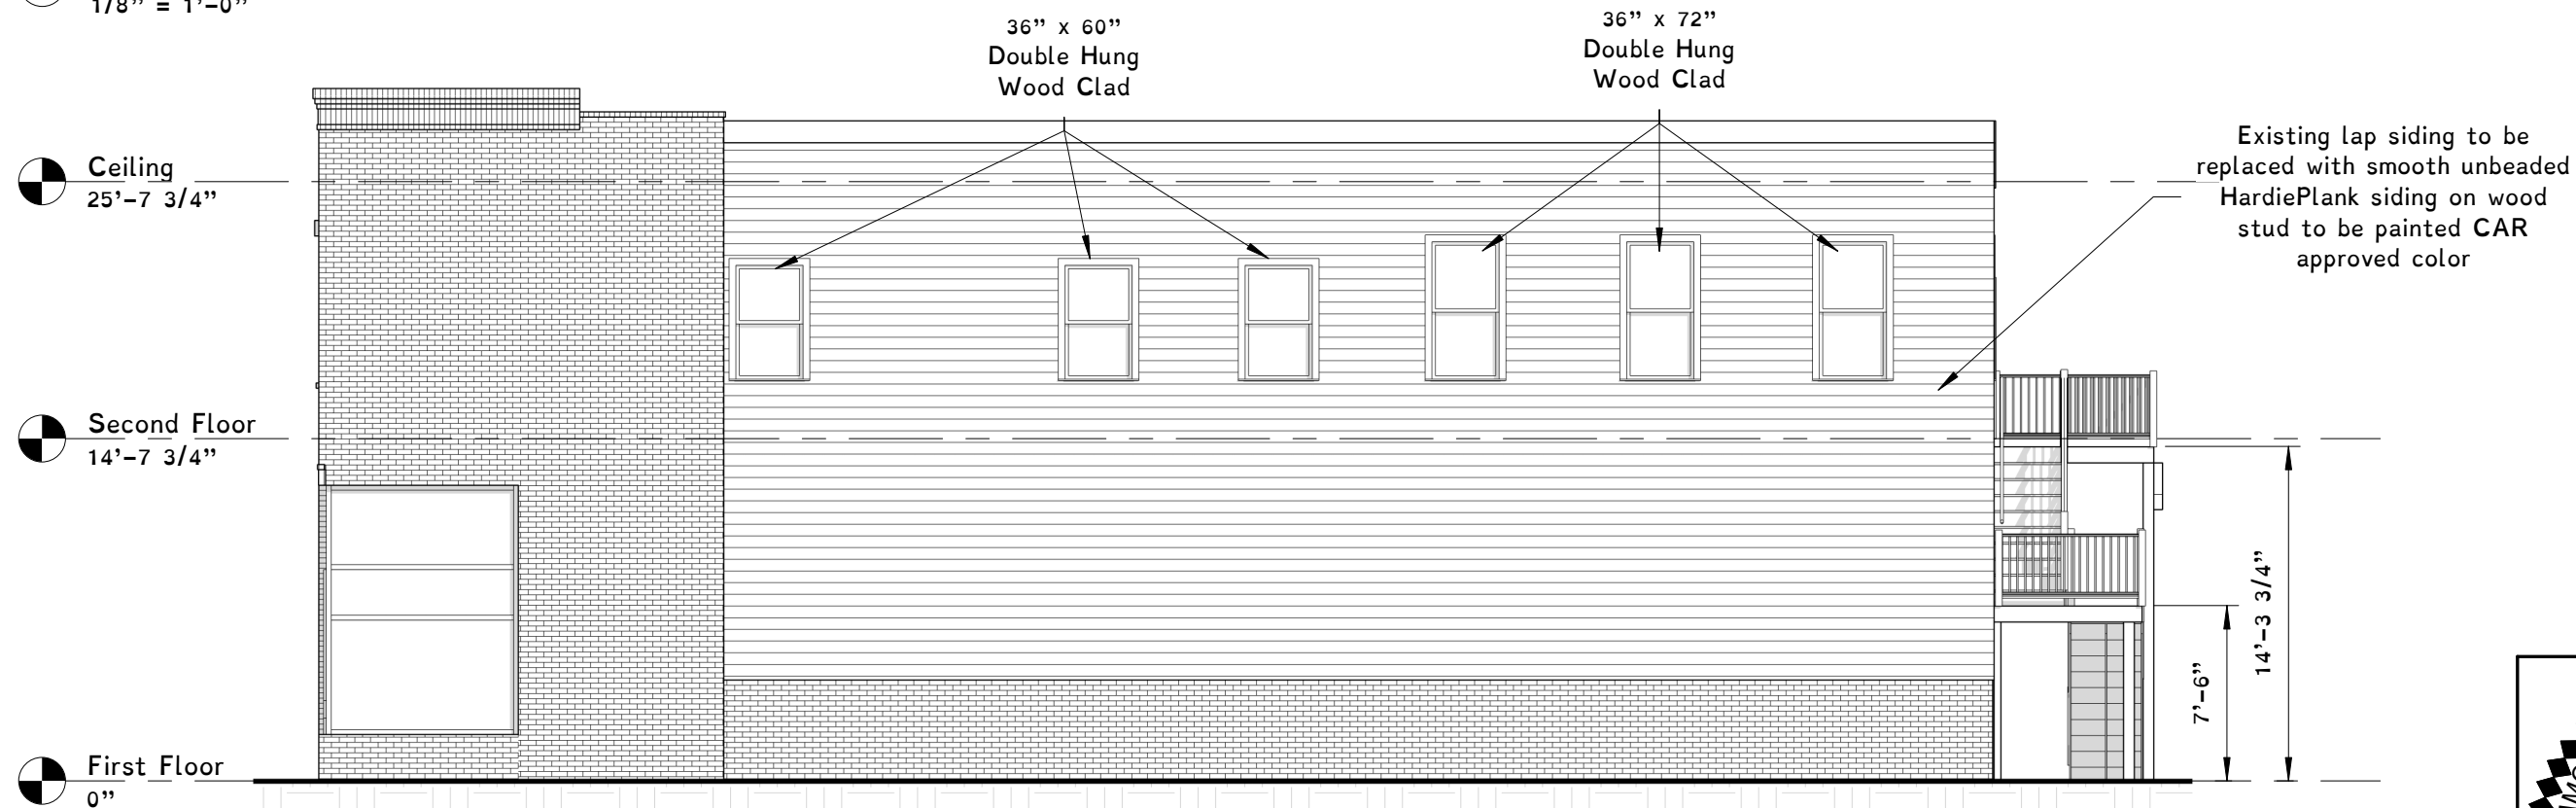 1/8" = 1'-0"
36" x 60"
Double Hung
Wood Clad
36" x 72"
Double Hung
Wood Clad
Existing lap siding to be
replaced with smooth unbeaded
HardiePlank siding on wood
stud to be painted CAR
approved color
Ceiling
25'-7 3/4"
Second Floor
14'-7 3/4"
14'-3 3/4"
7'-6"
First Floor
0"